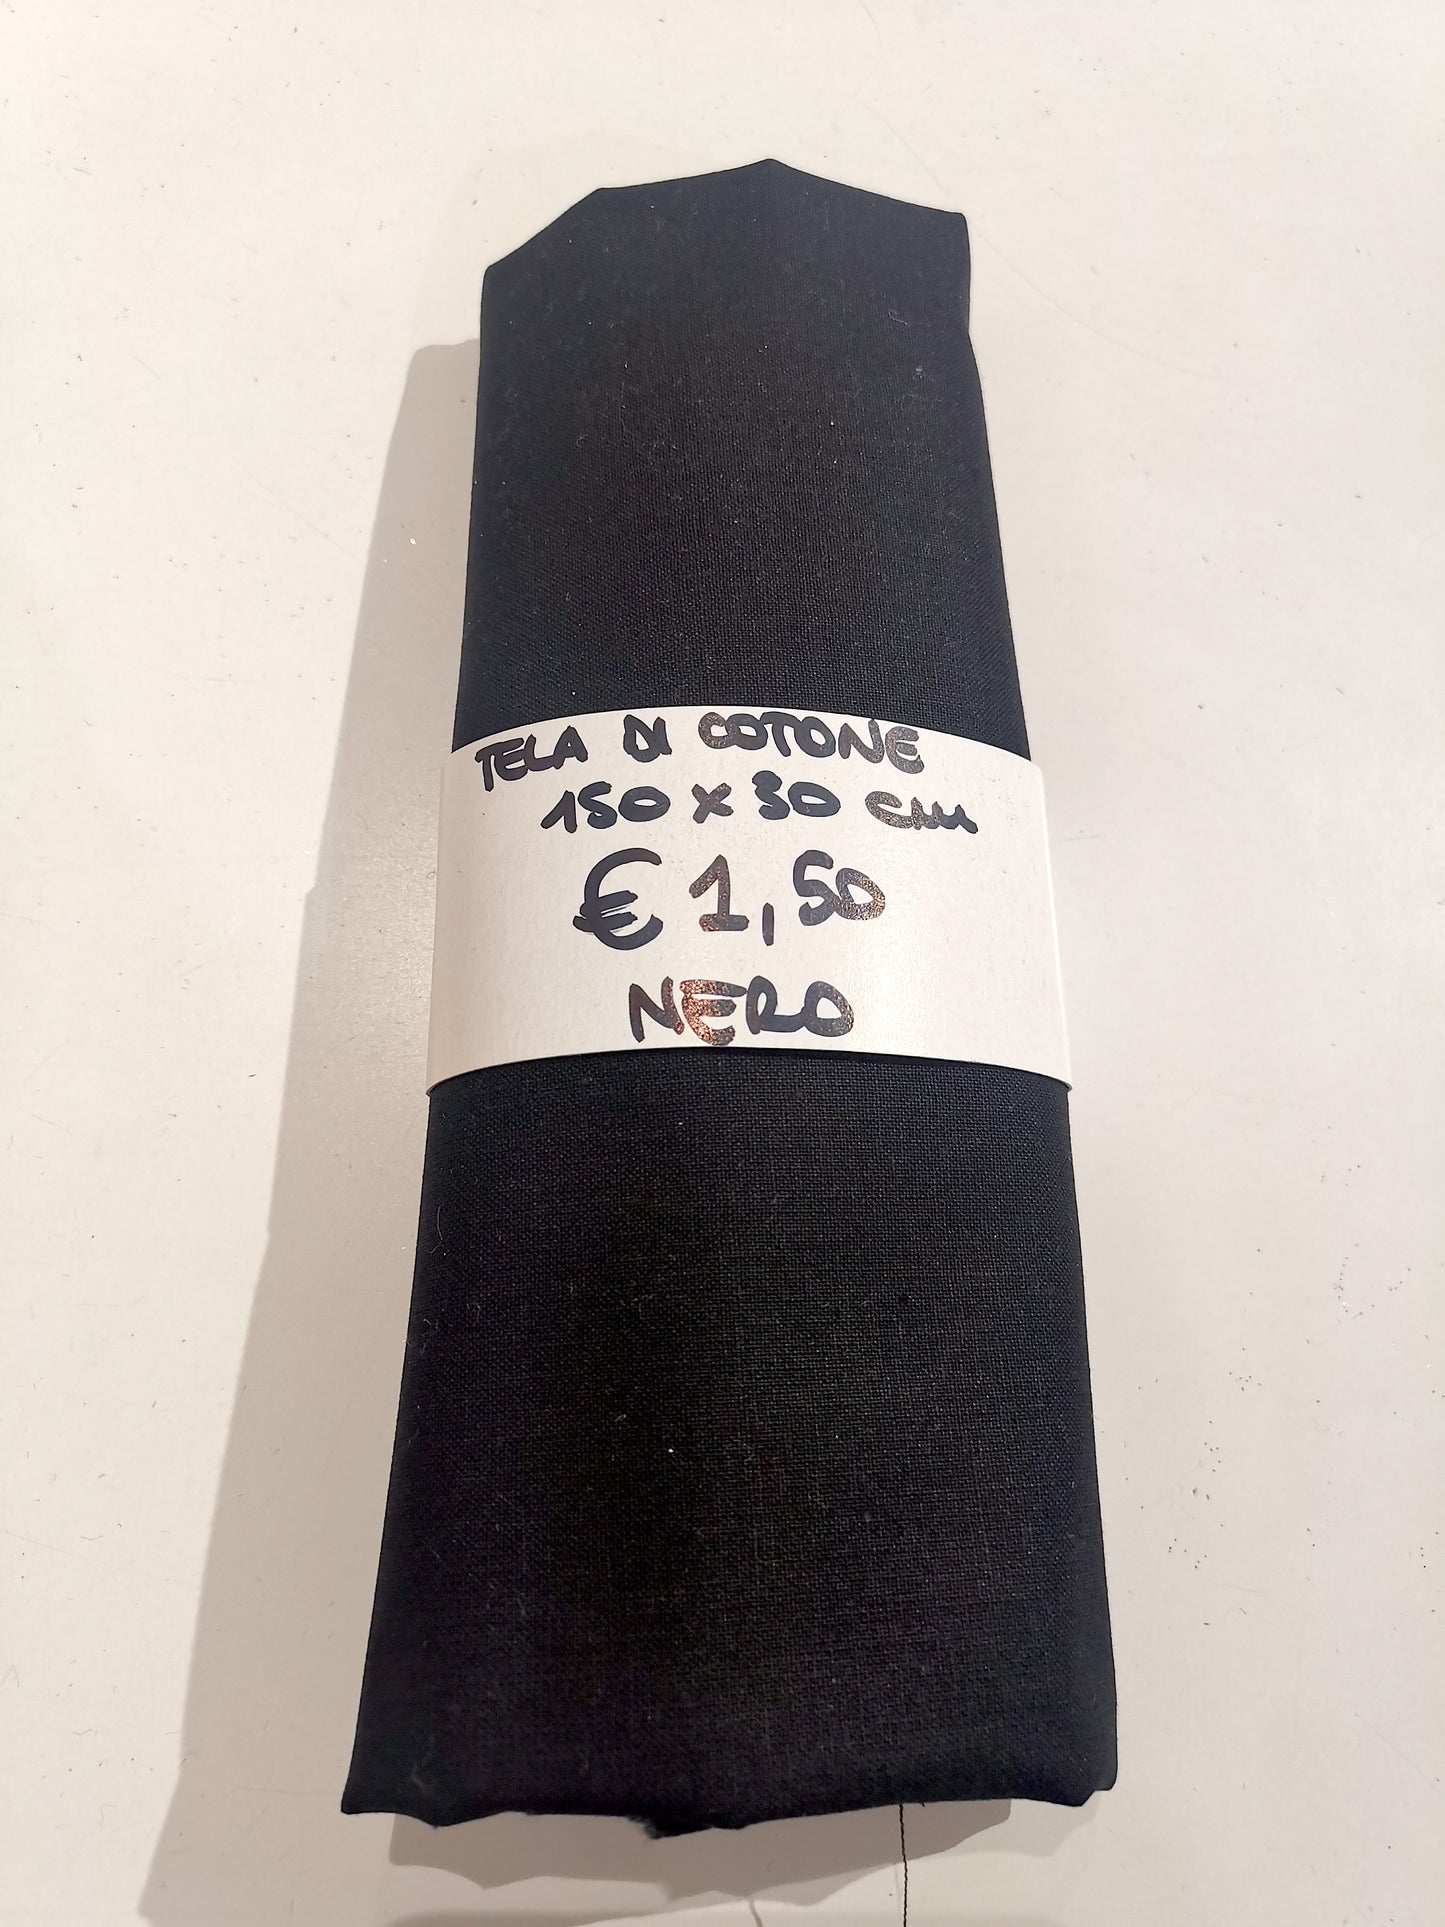 TELA DI COTONE
150 x 30 cm
€ 1,50
NERO